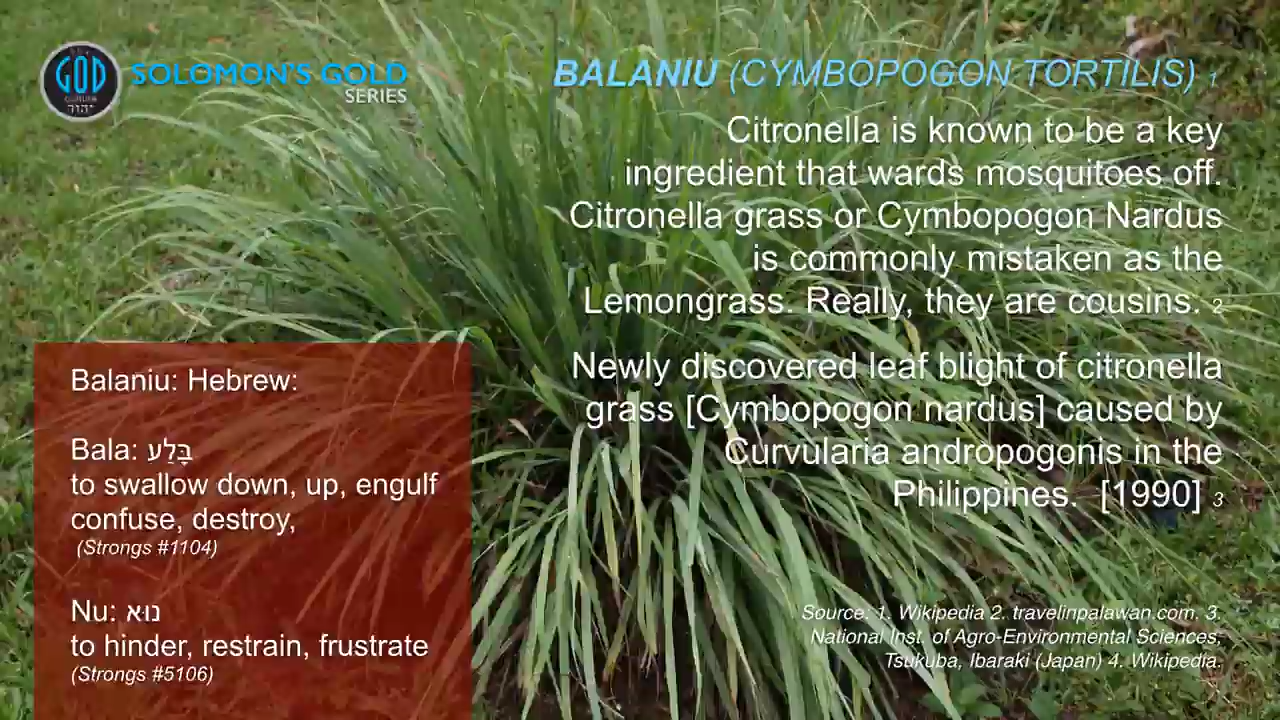 GOD
CULTURE
יהוה
SOLOMON'S GOLD
SERIES
BALANIU (CYMBOPOGON TORTILIS) 1
Citronella is known to be a key
ingredient that wards mosquitoes off.
Citronella grass or Cymbopogon Nardus
is commonly mistaken as the
Lemongrass. Really, they are cousins. 2
Newly discovered leaf blight of citronella
grass [Cymbopogon nardus] caused by
Curvularia andropogonis in the
Philippines. [1990] 3
Balaniu: Hebrew:
Bala: בָּלַע
to swallow down, up, engulf
confuse, destroy,
(Strongs #1104)
Nu: נוּא
to hinder, restrain, frustrate
(Strongs #5106)
Source: 1. Wikipedia 2. travelinpalawan.com. 3.
National Inst. of Agro-Environmental Sciences,
Tsukuba, Ibaraki (Japan) 4. Wikipedia.